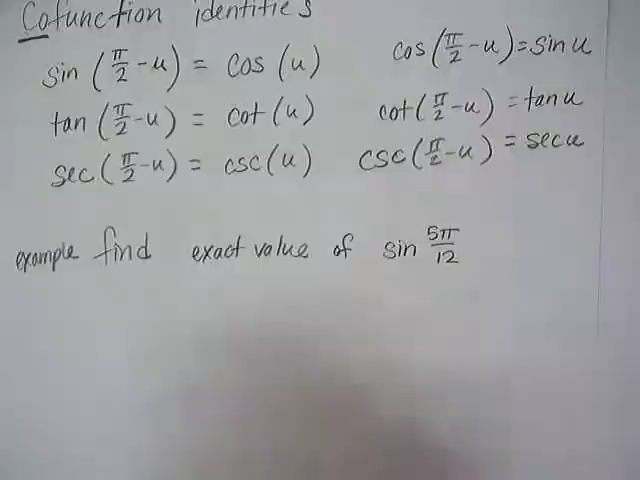 Cofunction identities
sin (π/2 - u) = cos (u) cos (π/2 - u) = sin u
tan (π/2 - u) = cot (u) cot (π/2 - u) = tan u
sec (π/2 - u) = csc (u) csc (π/2 - u) = sec u
example find exact value of sin 5π/12